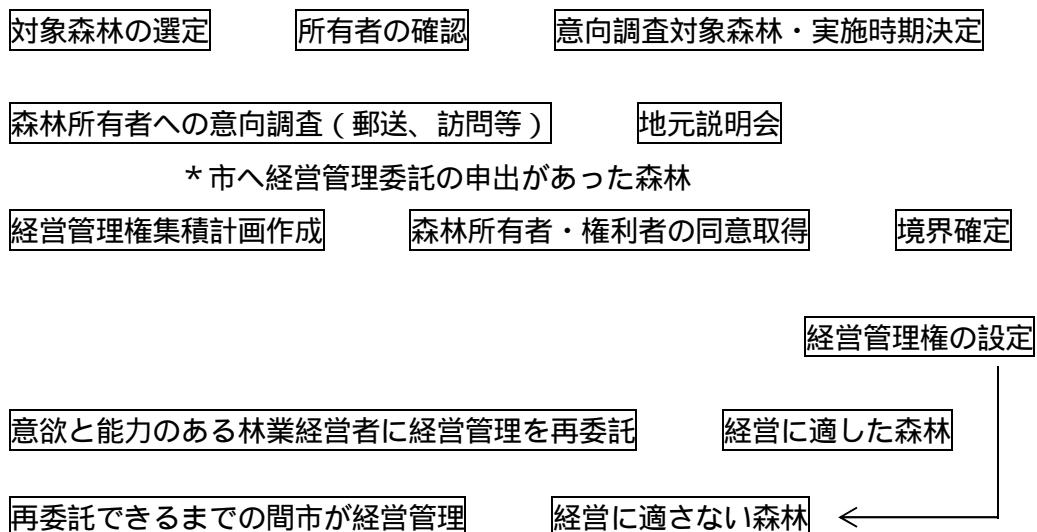 対象森林の選定 所有者の確認 意向調査対象森林・実施時期決定
森林所有者への意向調査(郵送、訪問等) 地元説明会
*市へ経営管理委託の申出があった森林
経営管理権集積計画作成 森林所有者・権利者の同意取得 境界確定
経営管理権の設定
意欲と能力のある林業経営者に経営管理を再委託 経営に適した森林
再委託できるまでの間市が経営管理 経営に適さない森林